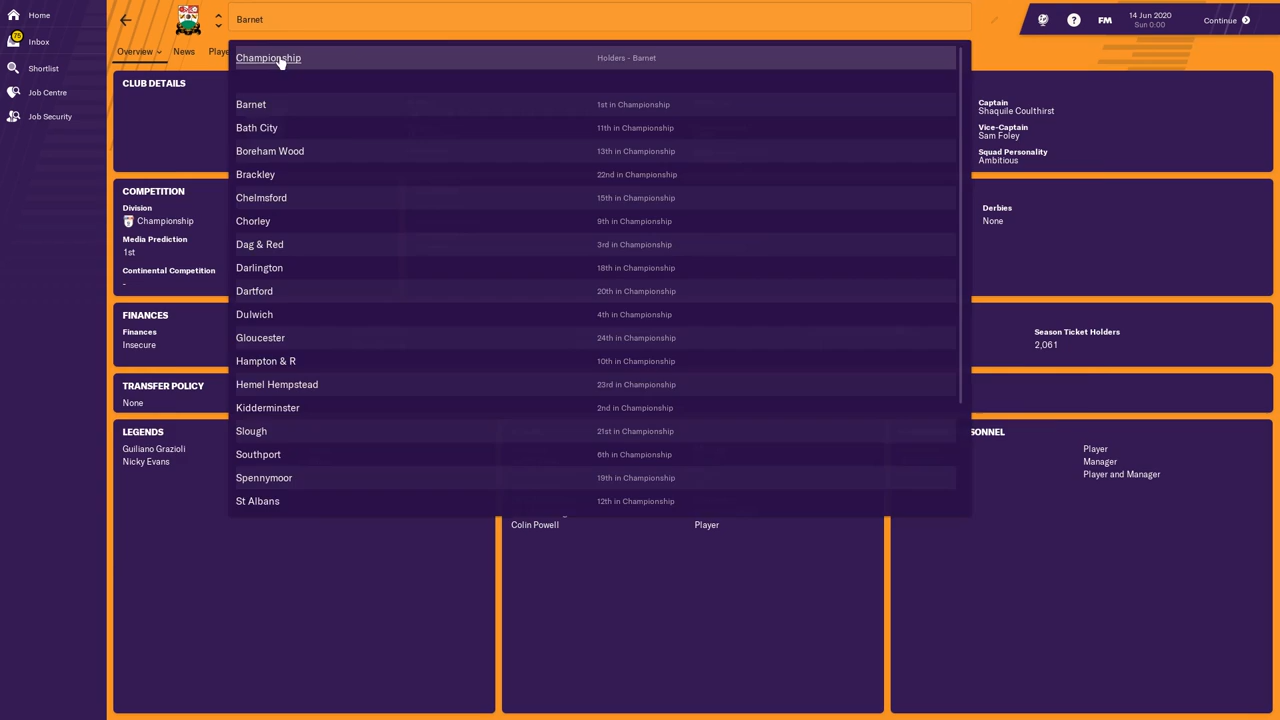 Home
Inbox
75
Shortlist
Job Centre
Job Security
Barnet
FM
14 Jun 2020
Sun 0:00
Continue
Overview
News
Playe
Championship Holders - Barnet
Barnet 1st in Championship
Bath City 11th in Championship
Boreham Wood 13th in Championship
Brackley 22nd in Championship
Chelmsford 15th in Championship
Chorley 9th in Championship
Dag & Red 3rd in Championship
Darlington 18th in Championship
Dartford 20th in Championship
Dulwich 4th in Championship
Gloucester 24th in Championship
Hampton & R 10th in Championship
Hemel Hempstead 23rd in Championship
Kidderminster 2nd in Championship
Slough 21st in Championship
Southport 6th in Championship
Spennymoor 19th in Championship
St Albans 12th in Championship
CLUB DETAILS
Captain
Shaquile Coulthirst
Vice-Captain
Sam Foley
Squad Personality
Ambitious
COMPETITION
Division
Championship
Media Prediction
1st
Continental Competition
-
Derbies
None
FINANCES
Finances
Insecure
Season Ticket Holders
2,061
TRANSFER POLICY
None
LEGENDS
Guiliano Grazioli
Nicky Evans
Colin Powell Player
SONNEL
Player
Manager
Player and Manager